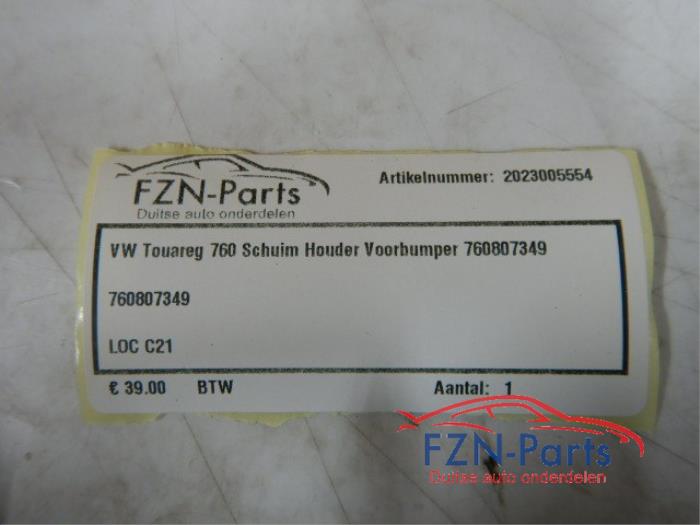 FZN-Parts
Duitse auto onderdelen
Artikelnummer: 2023005554
VW Touareg 760 Schuim Houder Voorbumper 760807349
760807349
LOC C21
€ 39.00 BTW Aantal: 1
FZN-Parts
Duitse auto onderdelen